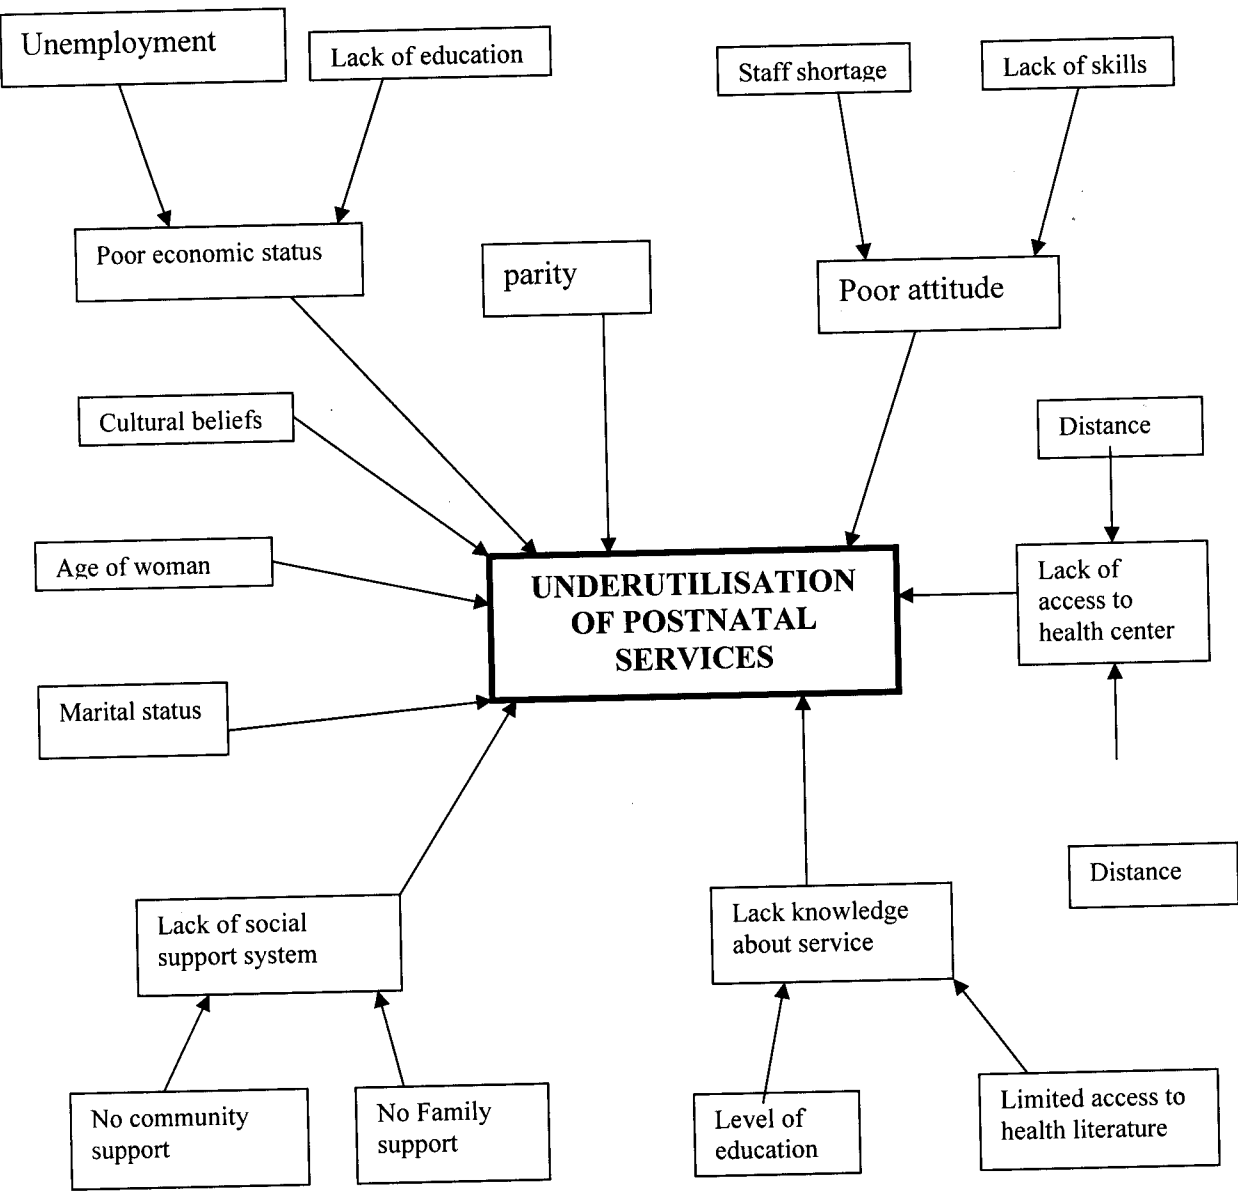 Unemployment
Lack of education
Staff shortage
Lack of skills
Poor economic status
parity
Poor attitude
Cultural beliefs
Distance
Age of woman
UNDERUTILISATION
OF POSTNATAL
SERVICES
Lack of
access to
health center
Marital status
Distance
Lack of social
support system
Lack knowledge
about service
No community
support
No Family
support
Level of
education
Limited access to
health literature